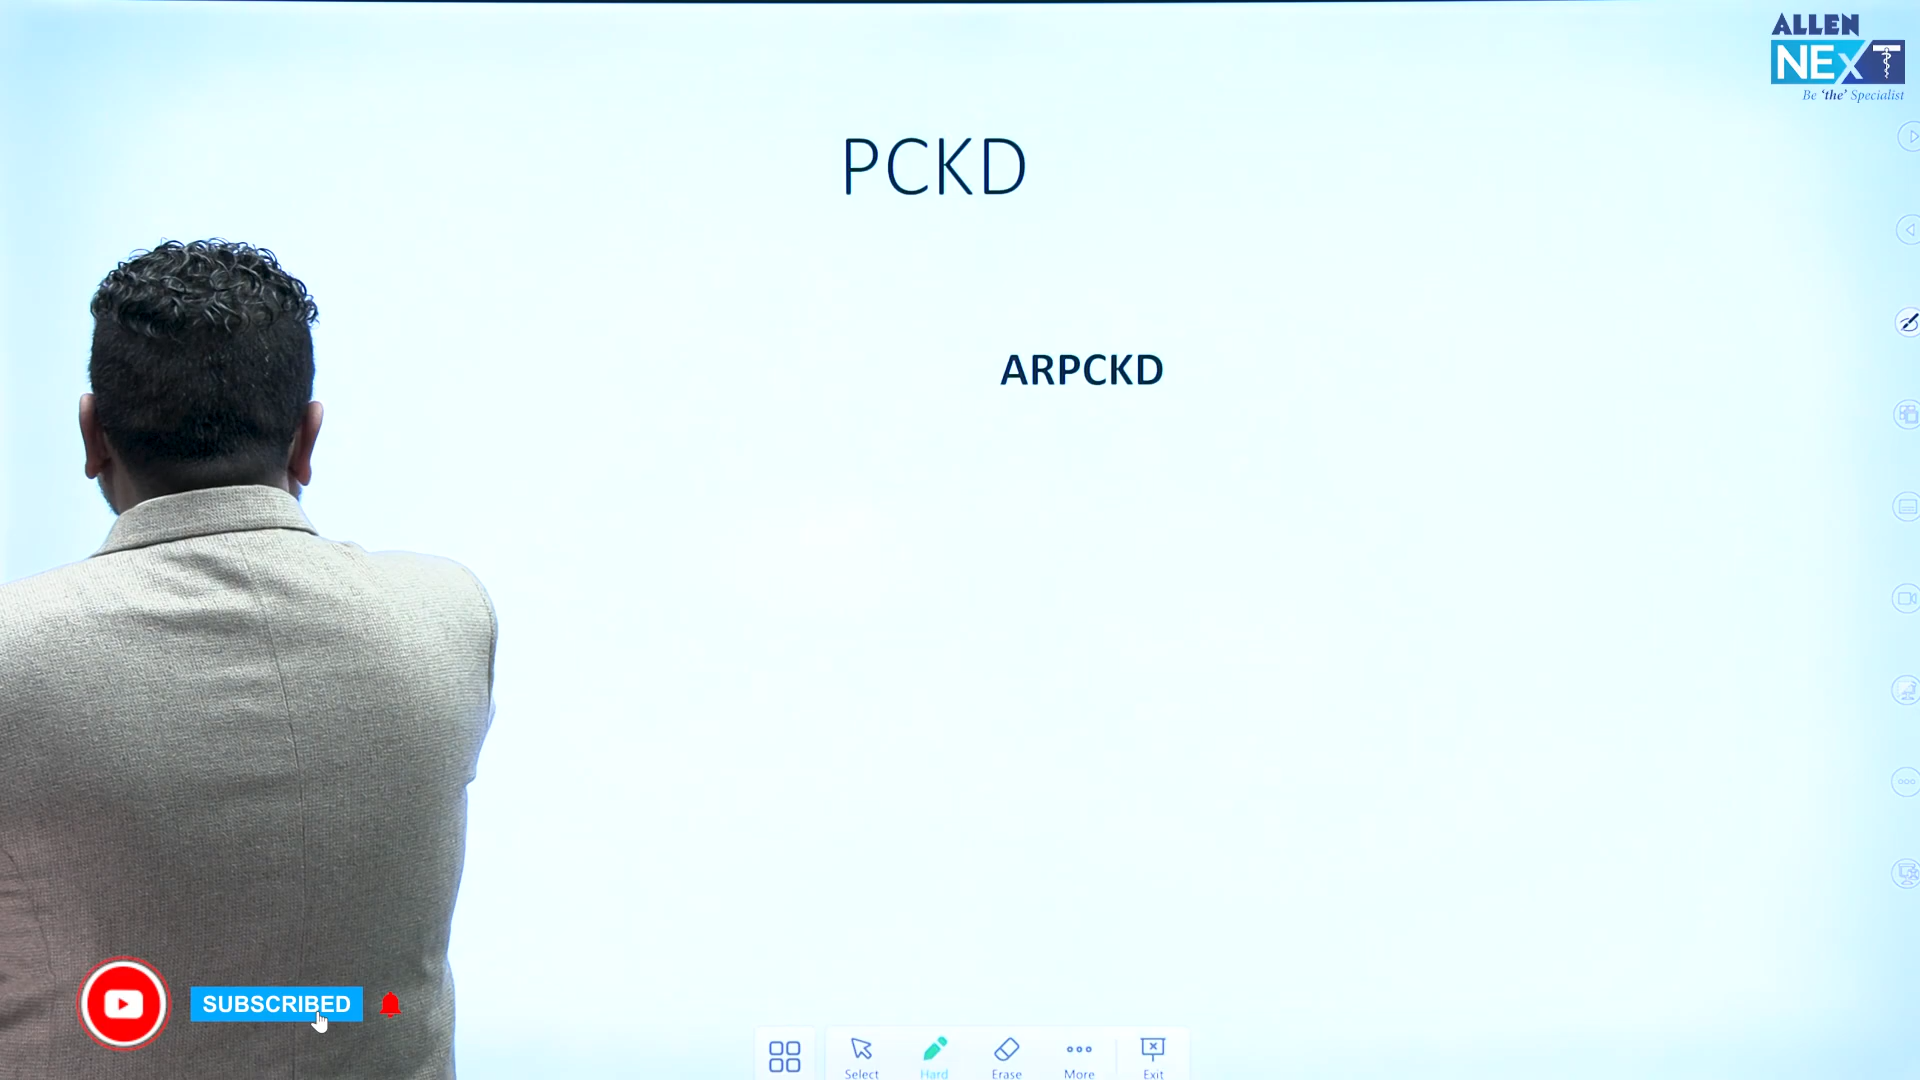 ALLEN
NExT
Be 'the' Specialist
PCKD
ARPCKD
SUBSCRIBED
Select
Hard
Erase
More
Exit